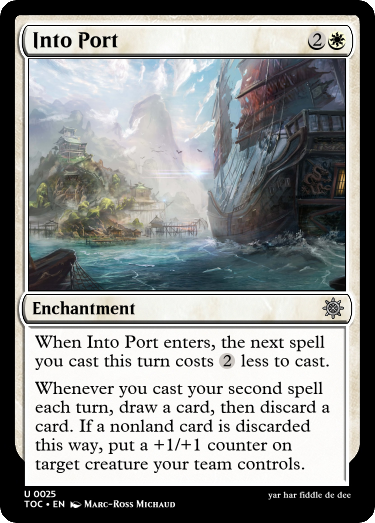 Into Port 2
Enchantment
When Into Port enters, the next spell
you cast this turn costs 2 less to cast.
Whenever you cast your second spell
each turn, draw a card, then discard a
card. If a nonland card is discarded
this way, put a +1/+1 counter on
target creature your team controls.
U 0025
TOC • EN Marc-Ross Michaud
yar har fiddle de dee